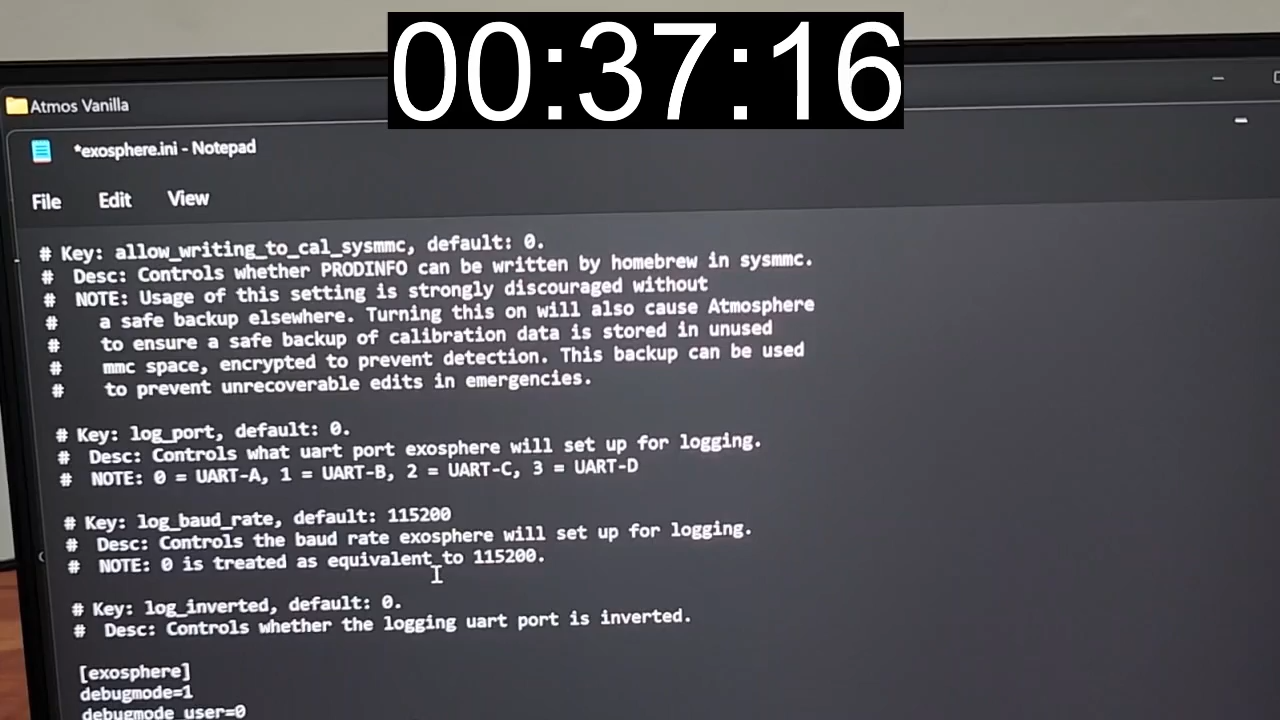 00:37:16
Atmos Vanilla
*exosphere.ini - Notepad
File Edit View
# Key: allow_writing_to_cal_sysmmc, default: 0.
# Desc: Controls whether PRODINFO can be written by homebrew in sysmmc.
# NOTE: Usage of this setting is strongly discouraged without
# a safe backup elsewhere. Turning this on will also cause Atmosphere
# to ensure a safe backup of calibration data is stored in unused
# mmc space, encrypted to prevent detection. This backup can be used
# to prevent unrecoverable edits in emergencies.
# Key: log_port, default: 0.
# Desc: Controls what uart port exosphere will set up for logging.
# NOTE: 0 = UART-A, 1 = UART-B, 2 = UART-C, 3 = UART-D
# Key: log_baud_rate, default: 115200
# Desc: Controls the baud rate exosphere will set up for logging.
# NOTE: 0 is treated as equivalent to 115200.
# Key: log_inverted, default: 0.
# Desc: Controls whether the logging uart port is inverted.
[exosphere]
debugmode=1
debugmode_user=0